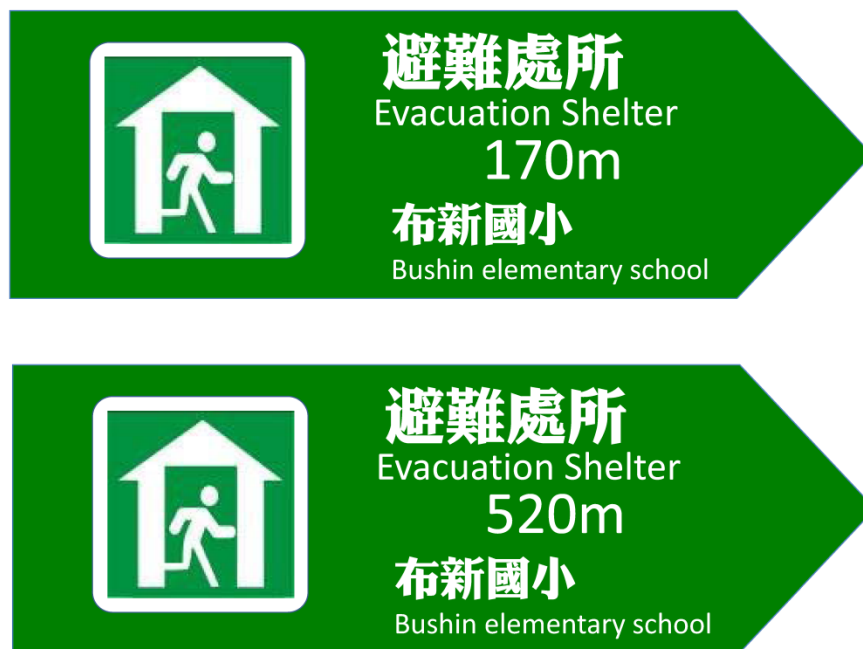 避難處所
Evacuation Shelter
170m
布新國小
Bushin elementary school
避難處所
Evacuation Shelter
520m
布新國小
Bushin elementary school